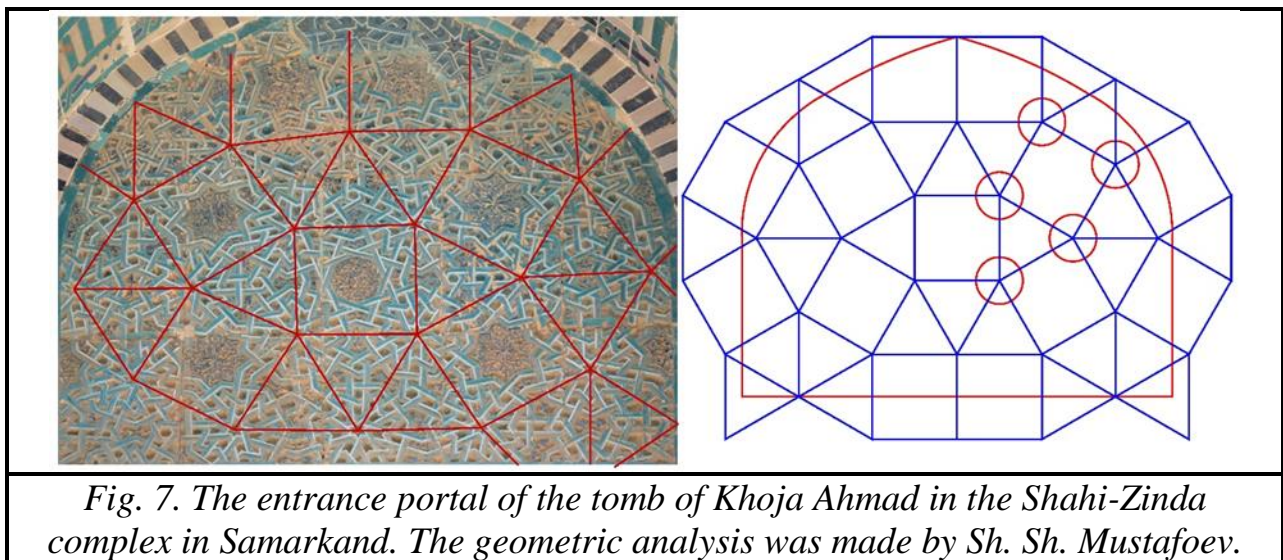 Fig. 7. The entrance portal of the tomb of Khoja Ahmad in the Shahi-Zinda
complex in Samarkand. The geometric analysis was made by Sh. Sh. Mustafoev.